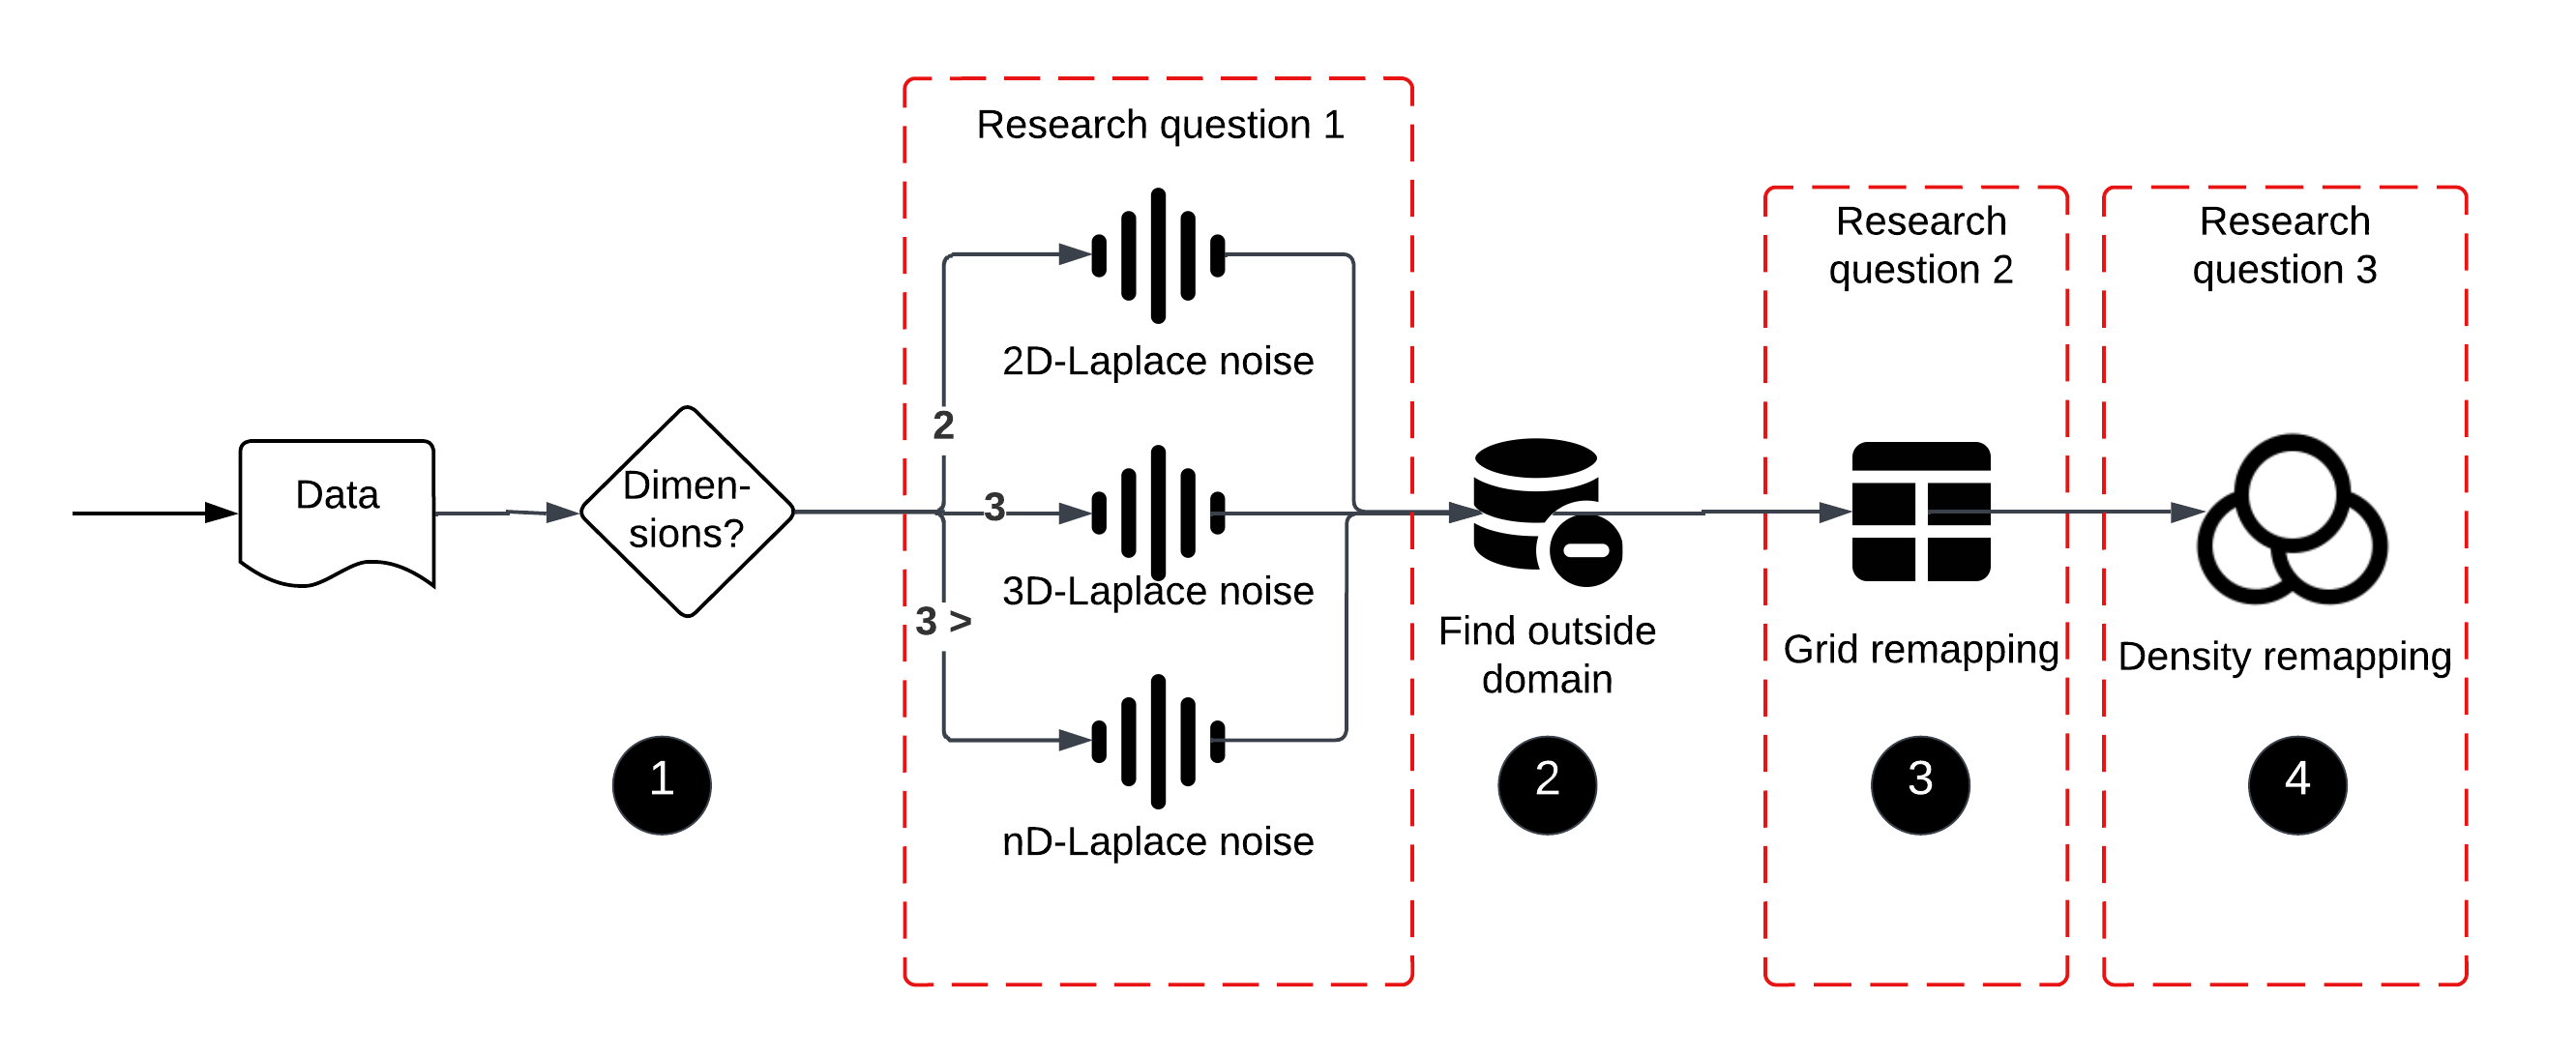 Research question 1
Research
question 2
Research
question 3
2D-Laplace noise
2
Data
Dimen-
sions?
3
3D-Laplace noise
3 >
Find outside
domain
Grid remapping
Density remapping
1
2
3
4
nD-Laplace noise